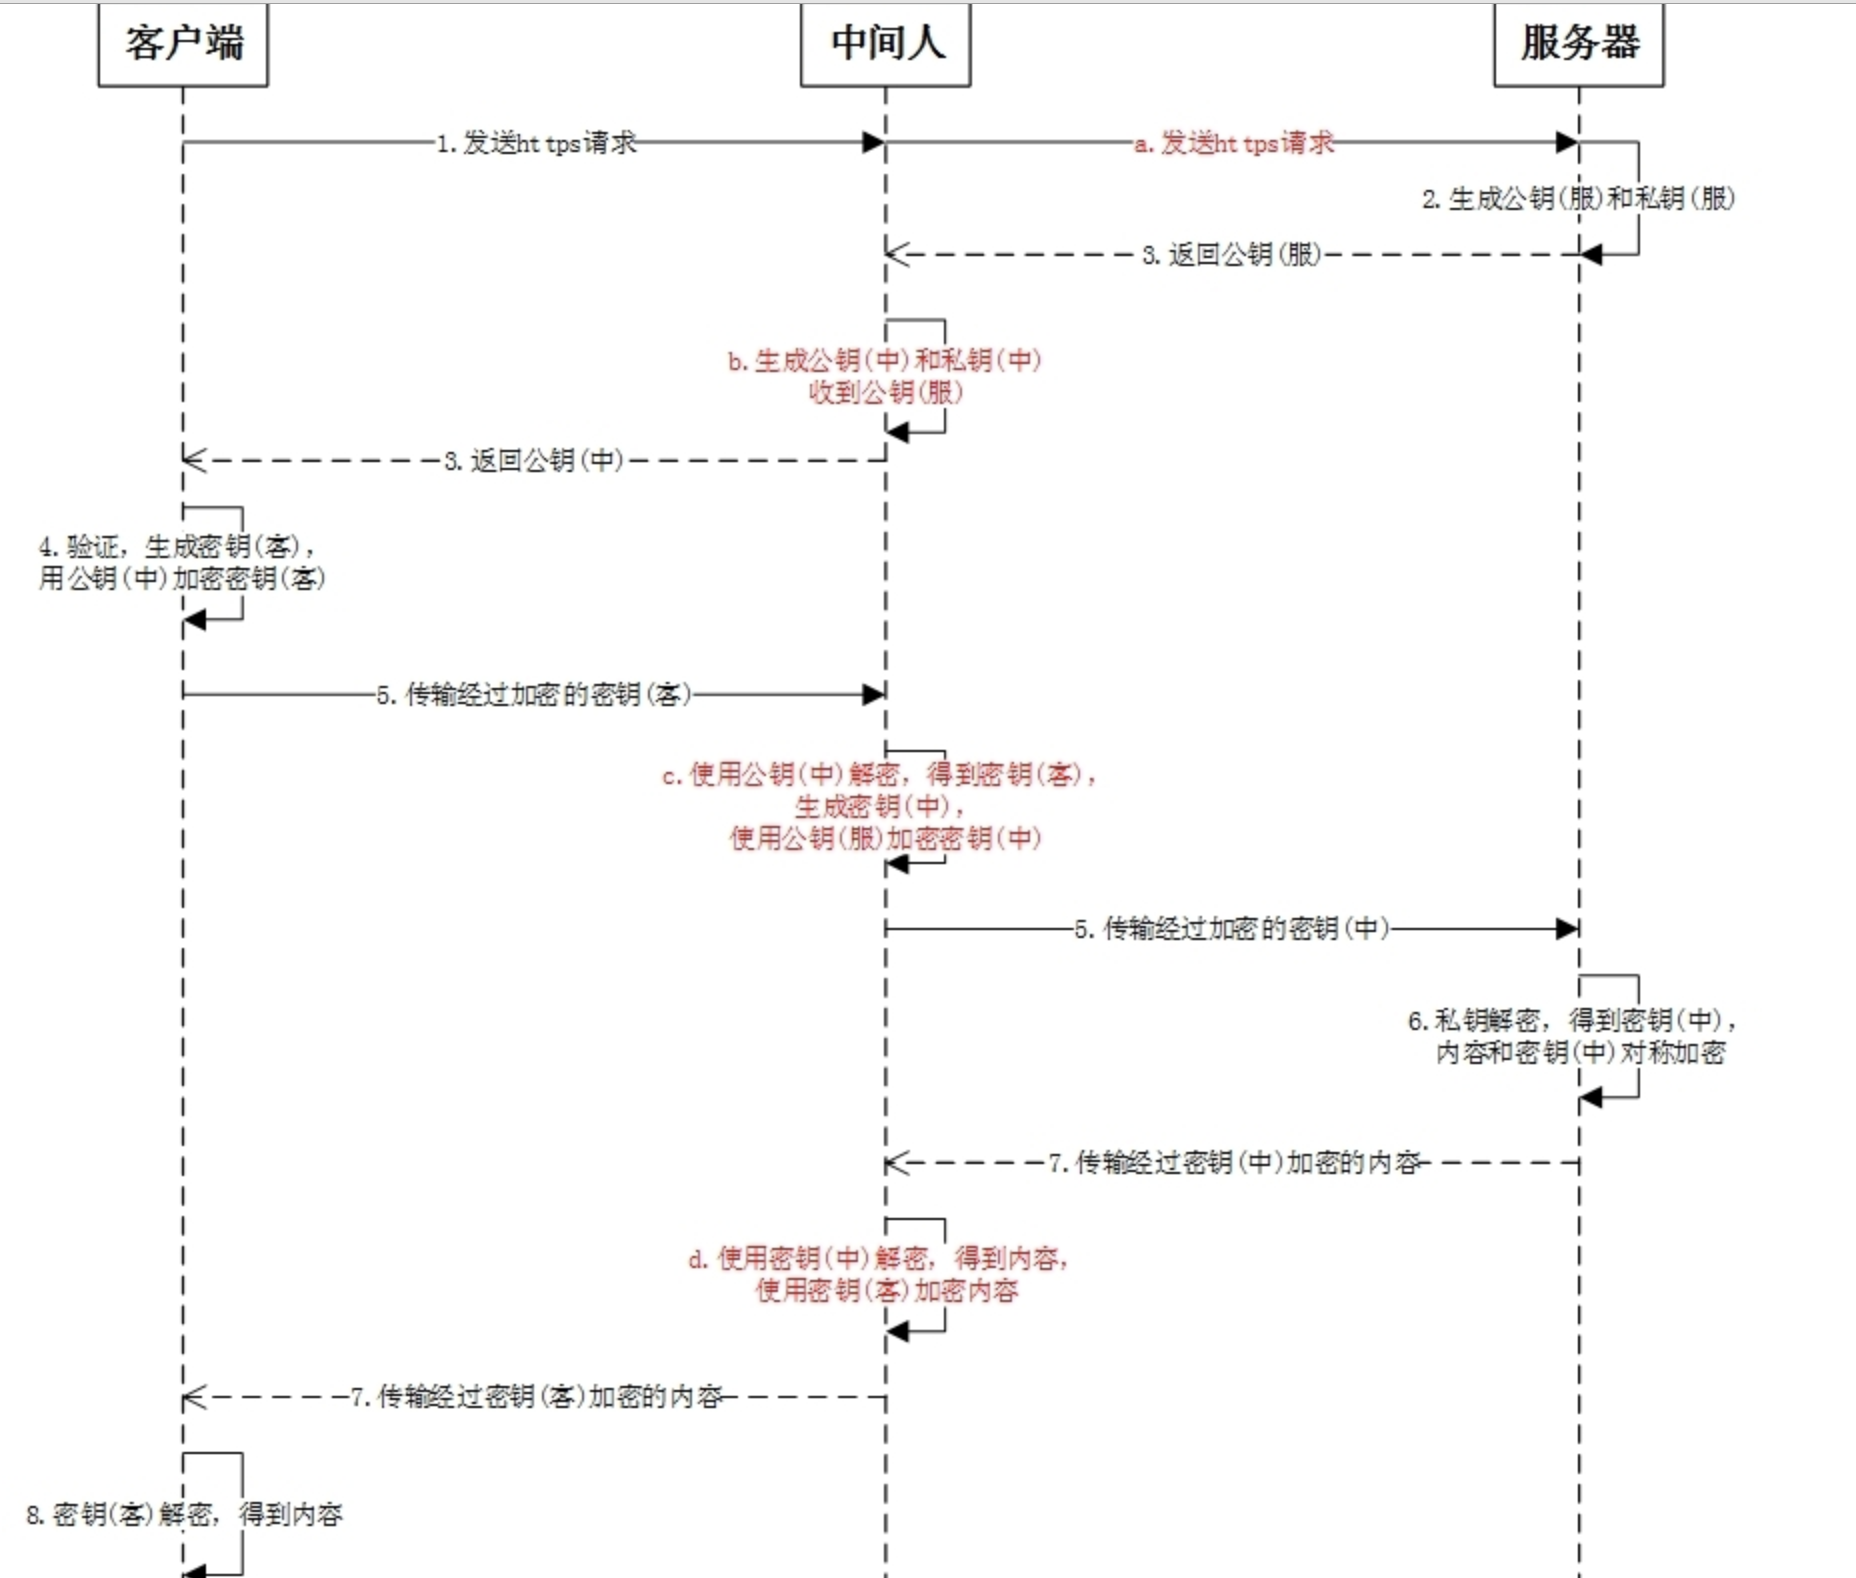 客户端
中间人
服务器
1.发送https请求
a.发送https请求
2.生成公钥(服)和私钥(服)
3.返回公钥(服)
b.生成公钥(中)和私钥(中)
收到公钥(服)
3.返回公钥(中)
4.验证，生成密钥(客)，
用公钥(中)加密密钥(客)
5.传输经过加密的密钥(客)
c.使用公钥(中)解密，得到密钥(客)，
生成密钥(中)，
使用公钥(服)加密密钥(中)
5.传输经过加密的密钥(中)
6.私钥解密，得到密钥(中)，
内容和密钥(中)对称加密
7.传输经过密钥(中)加密的内容
d.使用密钥(中)解密，得到内容，
使用密钥(客)加密内容
7.传输经过密钥(客)加密的内容
8.密钥(客)解密，得到内容